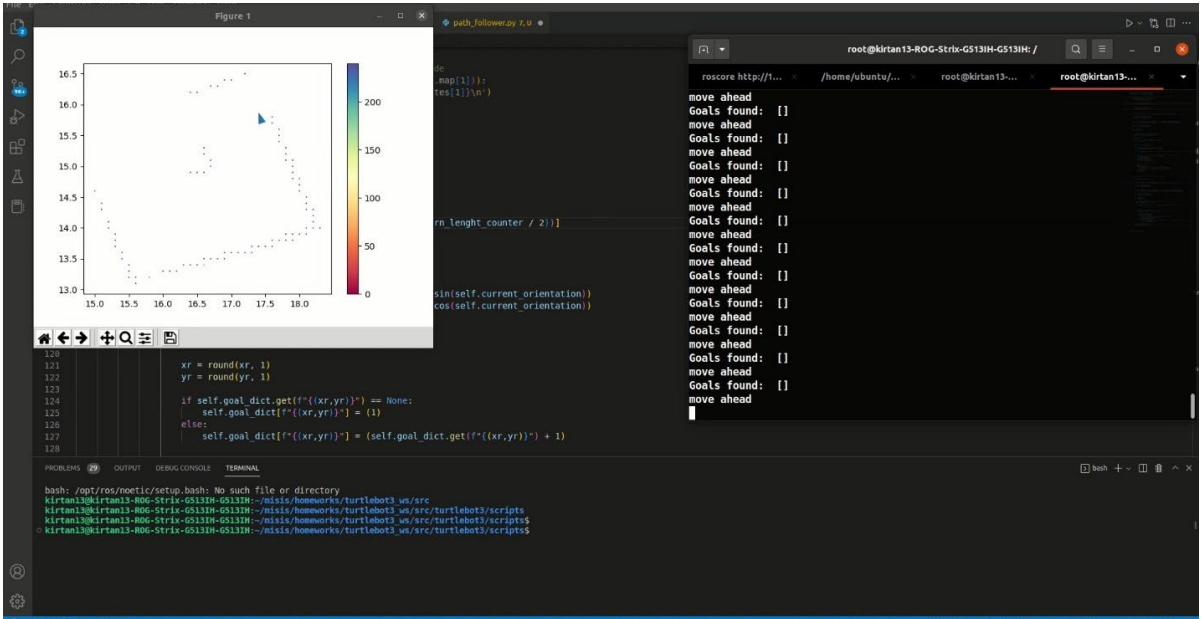 Figure 1
16.5
16.0
15.5
15.0
14.5
14.0
13.5
13.0
15.0 15.5 16.0 16.5 17.0 17.5 18.0
200
150
100
50
0
path_follower.py 7, U
.map[1])):
tes[1]}\n')
rn_lenght_counter / 2))]
sin(self.current_orientation))
cos(self.current_orientation))
120
121 xr = round(xr, 1)
122 yr = round(yr, 1)
123
124 if self.goal_dict.get(f"{(xr,yr)}") == None:
125 self.goal_dict[f"{(xr,yr)}"] = (1)
126 else:
127 self.goal_dict[f"{(xr,yr)}"] = (self.goal_dict.get(f"{(xr,yr)}") + 1)
128
root@kirtan13-ROG-Strix-G513IH-G513IH: /
roscore http://1... /home/ubuntu/... root@kirtan13-... root@kirtan13-...
move ahead
Goals found: []
move ahead
Goals found: []
move ahead
Goals found: []
move ahead
Goals found: []
move ahead
Goals found: []
move ahead
Goals found: []
move ahead
Goals found: []
move ahead
Goals found: []
move ahead
Goals found: []
move ahead
Goals found: []
move ahead
Goals found: []
move ahead
PROBLEMS 29 OUTPUT DEBUG CONSOLE TERMINAL
bash
bash: /opt/ros/noetic/setup.bash: No such file or directory
kirtan13@kirtan13-ROG-Strix-G513IH-G513IH:~/misis/homeworks/turtlebot3_ws/src
kirtan13@kirtan13-ROG-Strix-G513IH-G513IH:~/misis/homeworks/turtlebot3_ws/src/turtlebot3/scripts
kirtan13@kirtan13-ROG-Strix-G513IH-G513IH:~/misis/homeworks/turtlebot3_ws/src/turtlebot3/scripts$
kirtan13@kirtan13-ROG-Strix-G513IH-G513IH:~/misis/homeworks/turtlebot3_ws/src/turtlebot3/scripts$